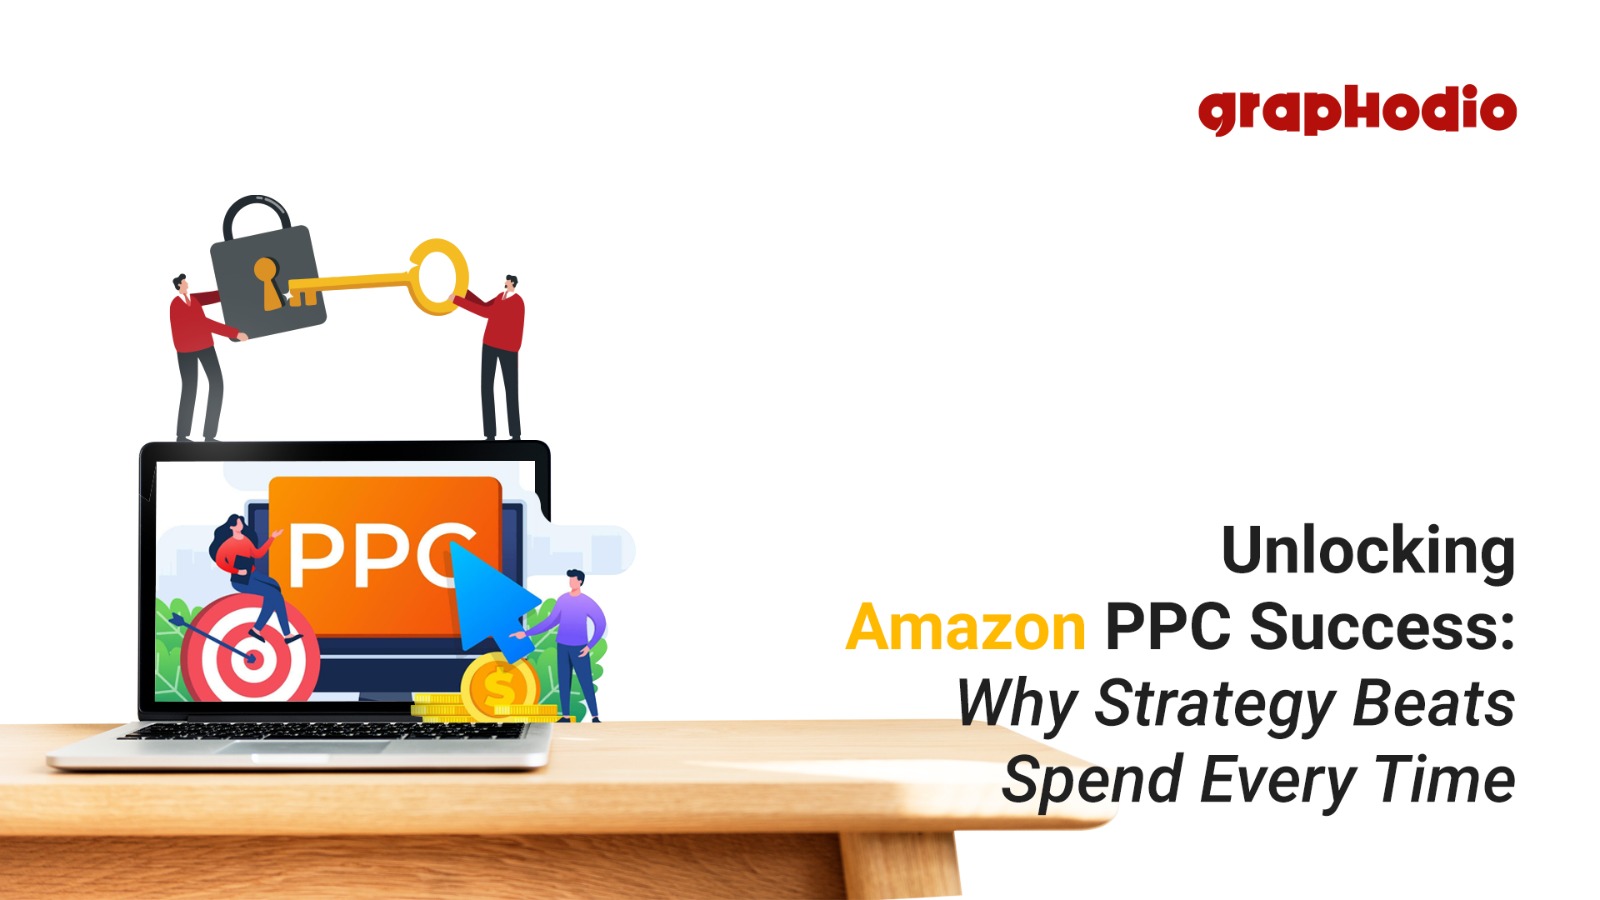 grapHodio
PPC
Unlocking
Amazon PPC Success:
Why Strategy Beats
Spend Every Time
$